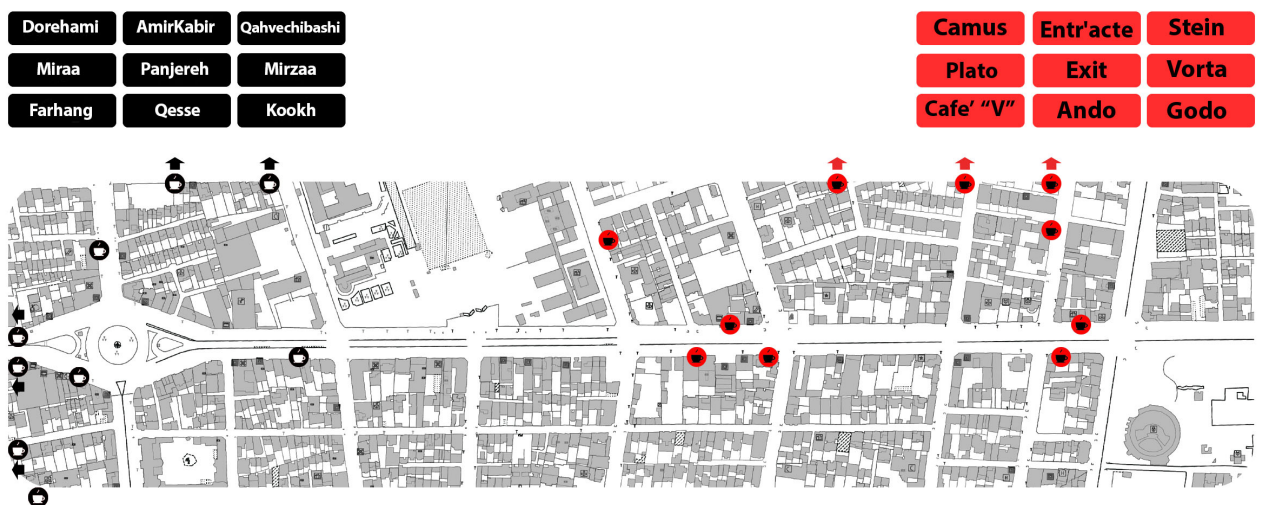 Dorehami AmirKabir Qahvechibashi
Miraa Panjereh Mirzaa
Farhang Qesse Kookh
Camus Entr'acte Stein
Plato Exit Vorta
Cafe' “V” Ando Godo